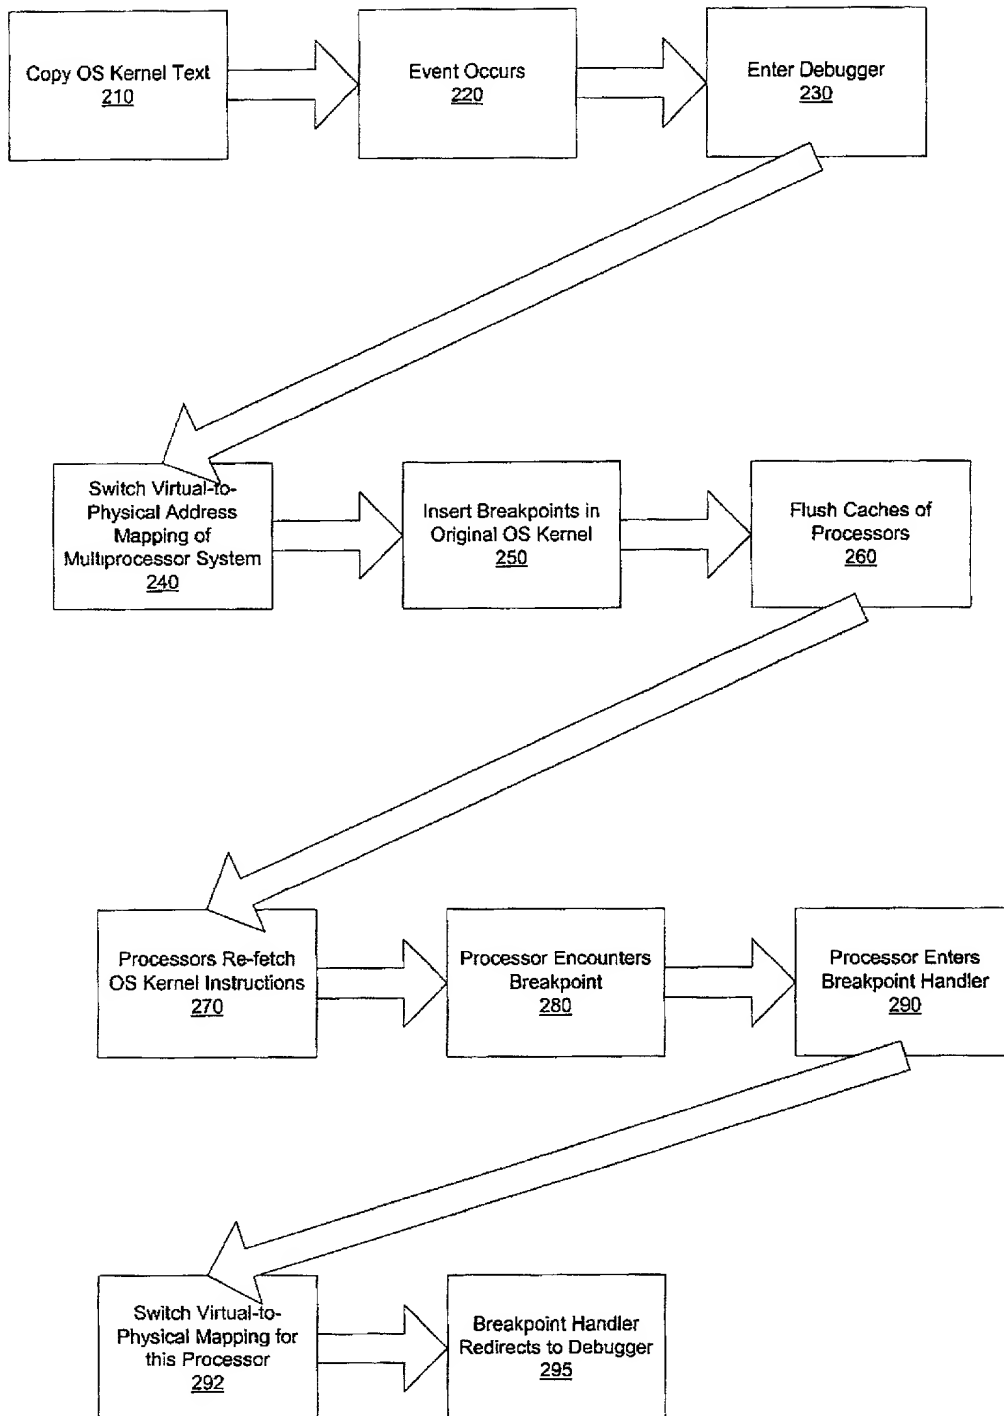 Copy OS Kernel Text
210
Event Occurs
220
Enter Debugger
230
Switch Virtual-to-
Physical Address
Mapping of
Multiprocessor System
240
Insert Breakpoints in
Original OS Kernel
250
Flush Caches of
Processors
260
Processors Re-fetch
OS Kernel Instructions
270
Processor Encounters
Breakpoint
280
Processor Enters
Breakpoint Handler
290
Switch Virtual-to-
Physical Mapping for
this Processor
292
Breakpoint Handler
Redirects to Debugger
295